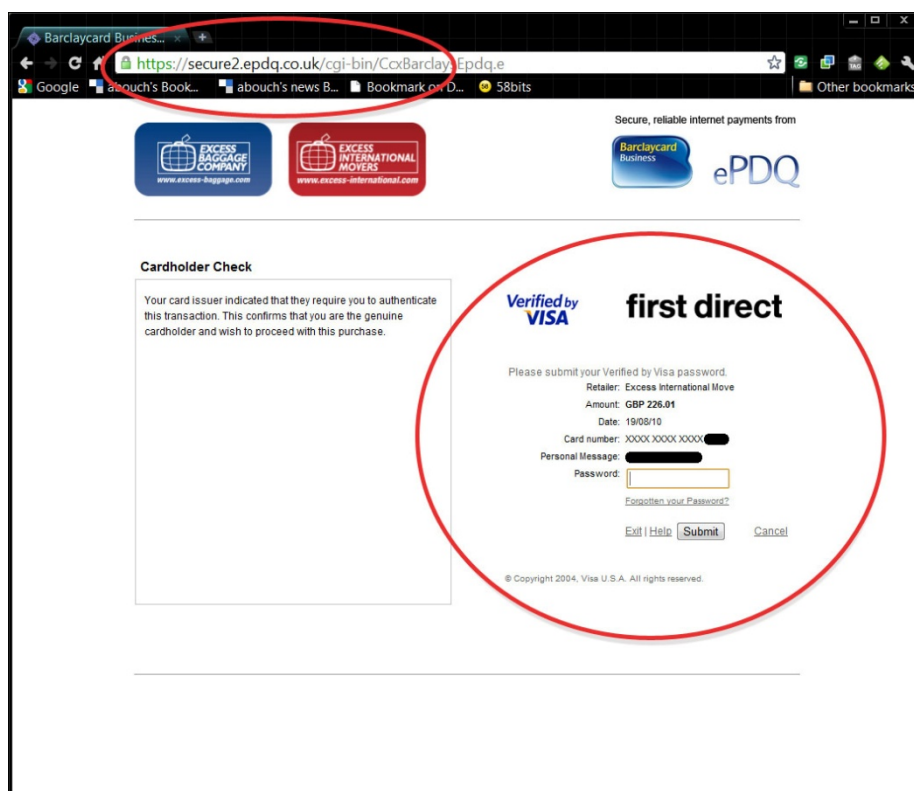 Barclaycard Busines...
https://secure2.epdq.co.uk/cgi-bin/CcxBarclaysEpdq.e
Google abouch's Book... abouch's news B... Bookmark on D... 58bits Other bookmarks
Secure, reliable internet payments from
EXCESS
BAGGAGE
COMPANY
www.excess-baggage.com
EXCESS
INTERNATIONAL
MOVERS
www.excess-international.com
Barclaycard
Business
ePDQ
Cardholder Check
Your card issuer indicated that they require you to authenticate
this transaction. This confirms that you are the genuine
cardholder and wish to proceed with this purchase.
Verified by
VISA
first direct
Please submit your Verified by Visa password.
Retailer: Excess International Move
Amount: GBP 226.01
Date: 19/08/10
Card number: XXXX XXXX XXXX
Personal Message:
Password:
Forgotten your Password?
Exit | Help Submit Cancel
© Copyright 2004, Visa U.S.A. All rights reserved.